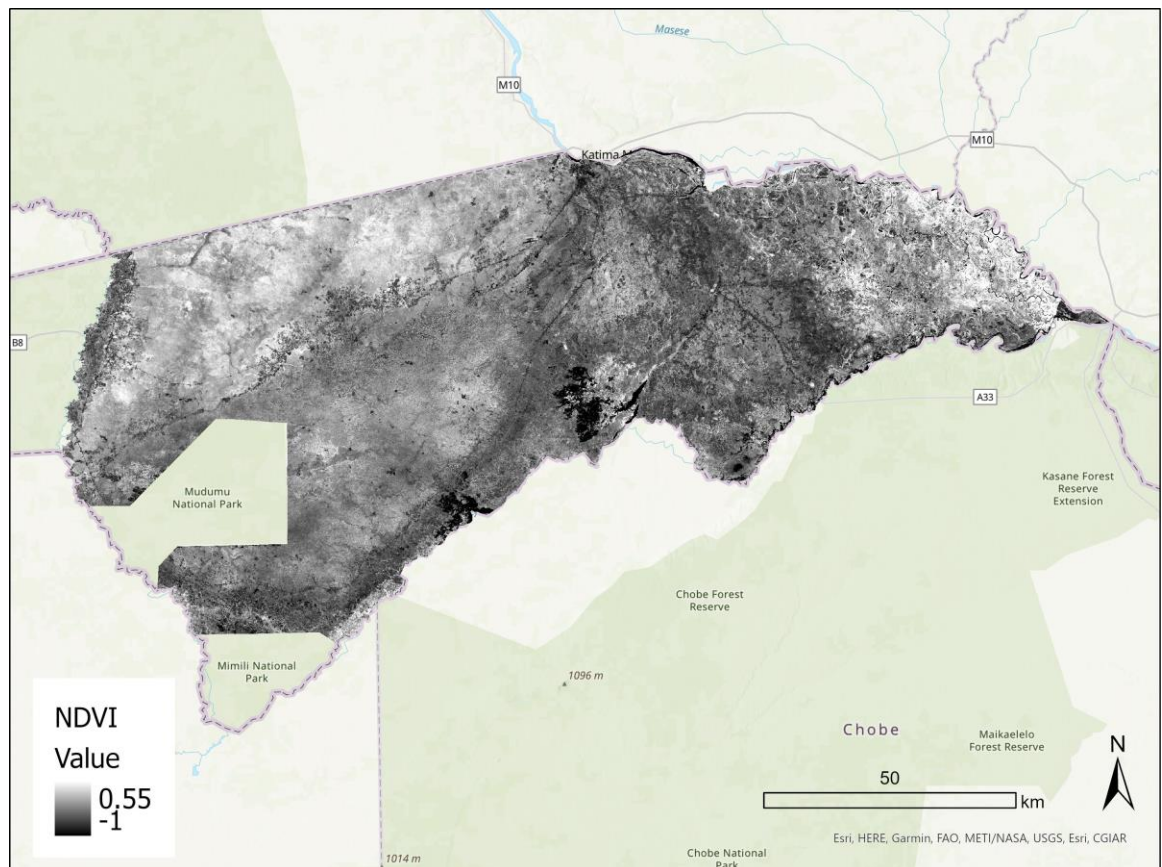 Masese
M10
M10
Katima M
B8
A33
Mudumu
National Park
Kasane Forest
Reserve
Extension
Chobe Forest
Reserve
Mimili National
Park
1096 m
Chobe
Maikaelelo
Forest Reserve
N
NDVI
Value
0.55
-1
50
km
Esri, HERE, Garmin, FAO, METI/NASA, USGS, Esri, CGIAR
1014 m
Chobe National
Park